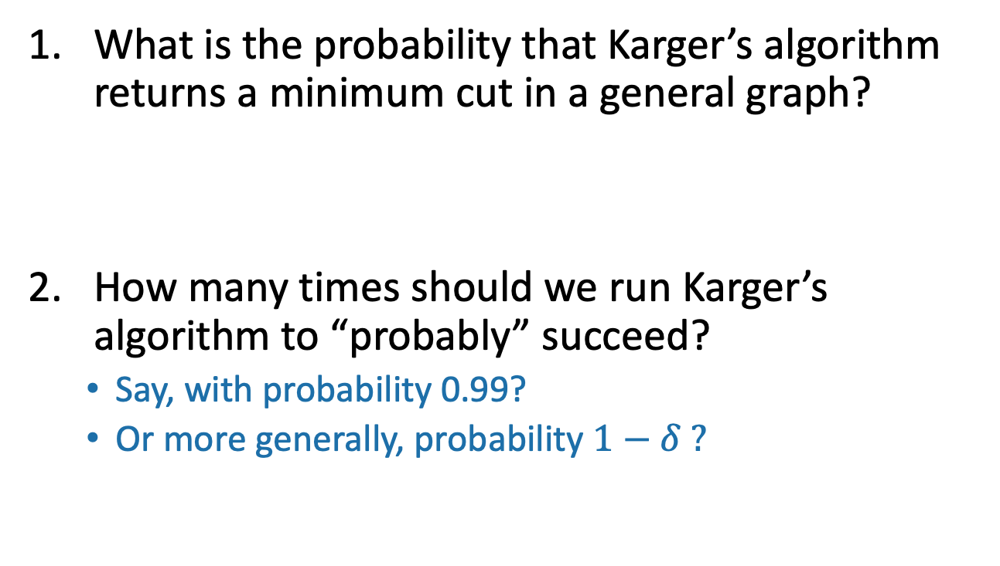 1. What is the probability that Karger’s algorithm
returns a minimum cut in a general graph?
2. How many times should we run Karger’s
algorithm to “probably” succeed?
• Say, with probability 0.99?
• Or more generally, probability 1 − δ ?